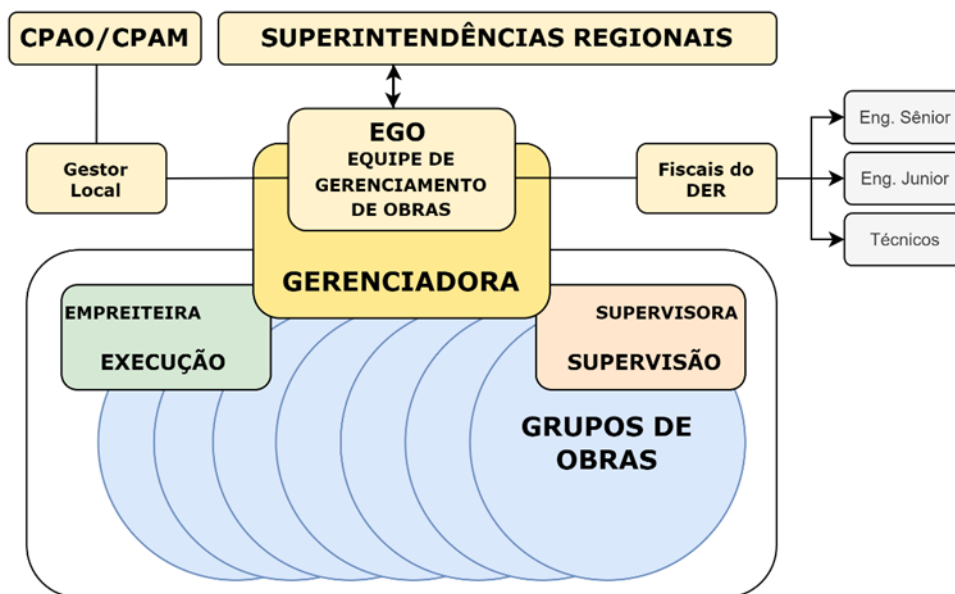 CPAO/CPAM
SUPERINTENDÊNCIAS REGIONAIS
EGO
EQUIPE DE
GERENCIAMENTO
DE OBRAS
Gestor
Local
Fiscais do
DER
Eng. Sênior
Eng. Junior
Técnicos
GERENCIADORA
EMPREITEIRA
EXECUÇÃO
SUPERVISORA
SUPERVISÃO
GRUPOS DE
OBRAS